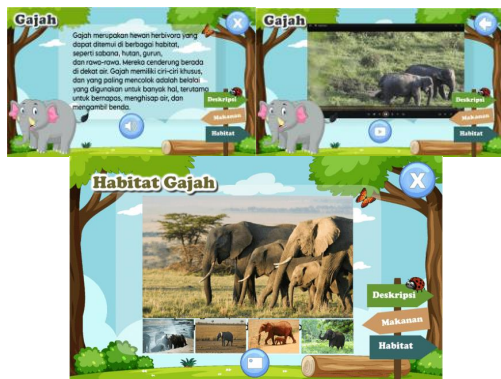 Gajah
Gajah merupakan hewan herbivora yang
dapat ditemui di berbagai habitat,
seperti sabana, hutan, gurun,
dan rawa-rawa. Mereka cenderung berada
di dekat air. Gajah memiliki ciri-ciri khusus,
dan yang paling mencolok adalah belalai
yang digunakan untuk banyak hal, terutama
untuk bernapas, menghisap air, dan
mengambil benda.
X
Deskripsi
Makanan
Habitat
Gajah
Deskripsi
Makanan
Habitat
Habitat Gajah
X
Deskripsi
Makanan
Habitat